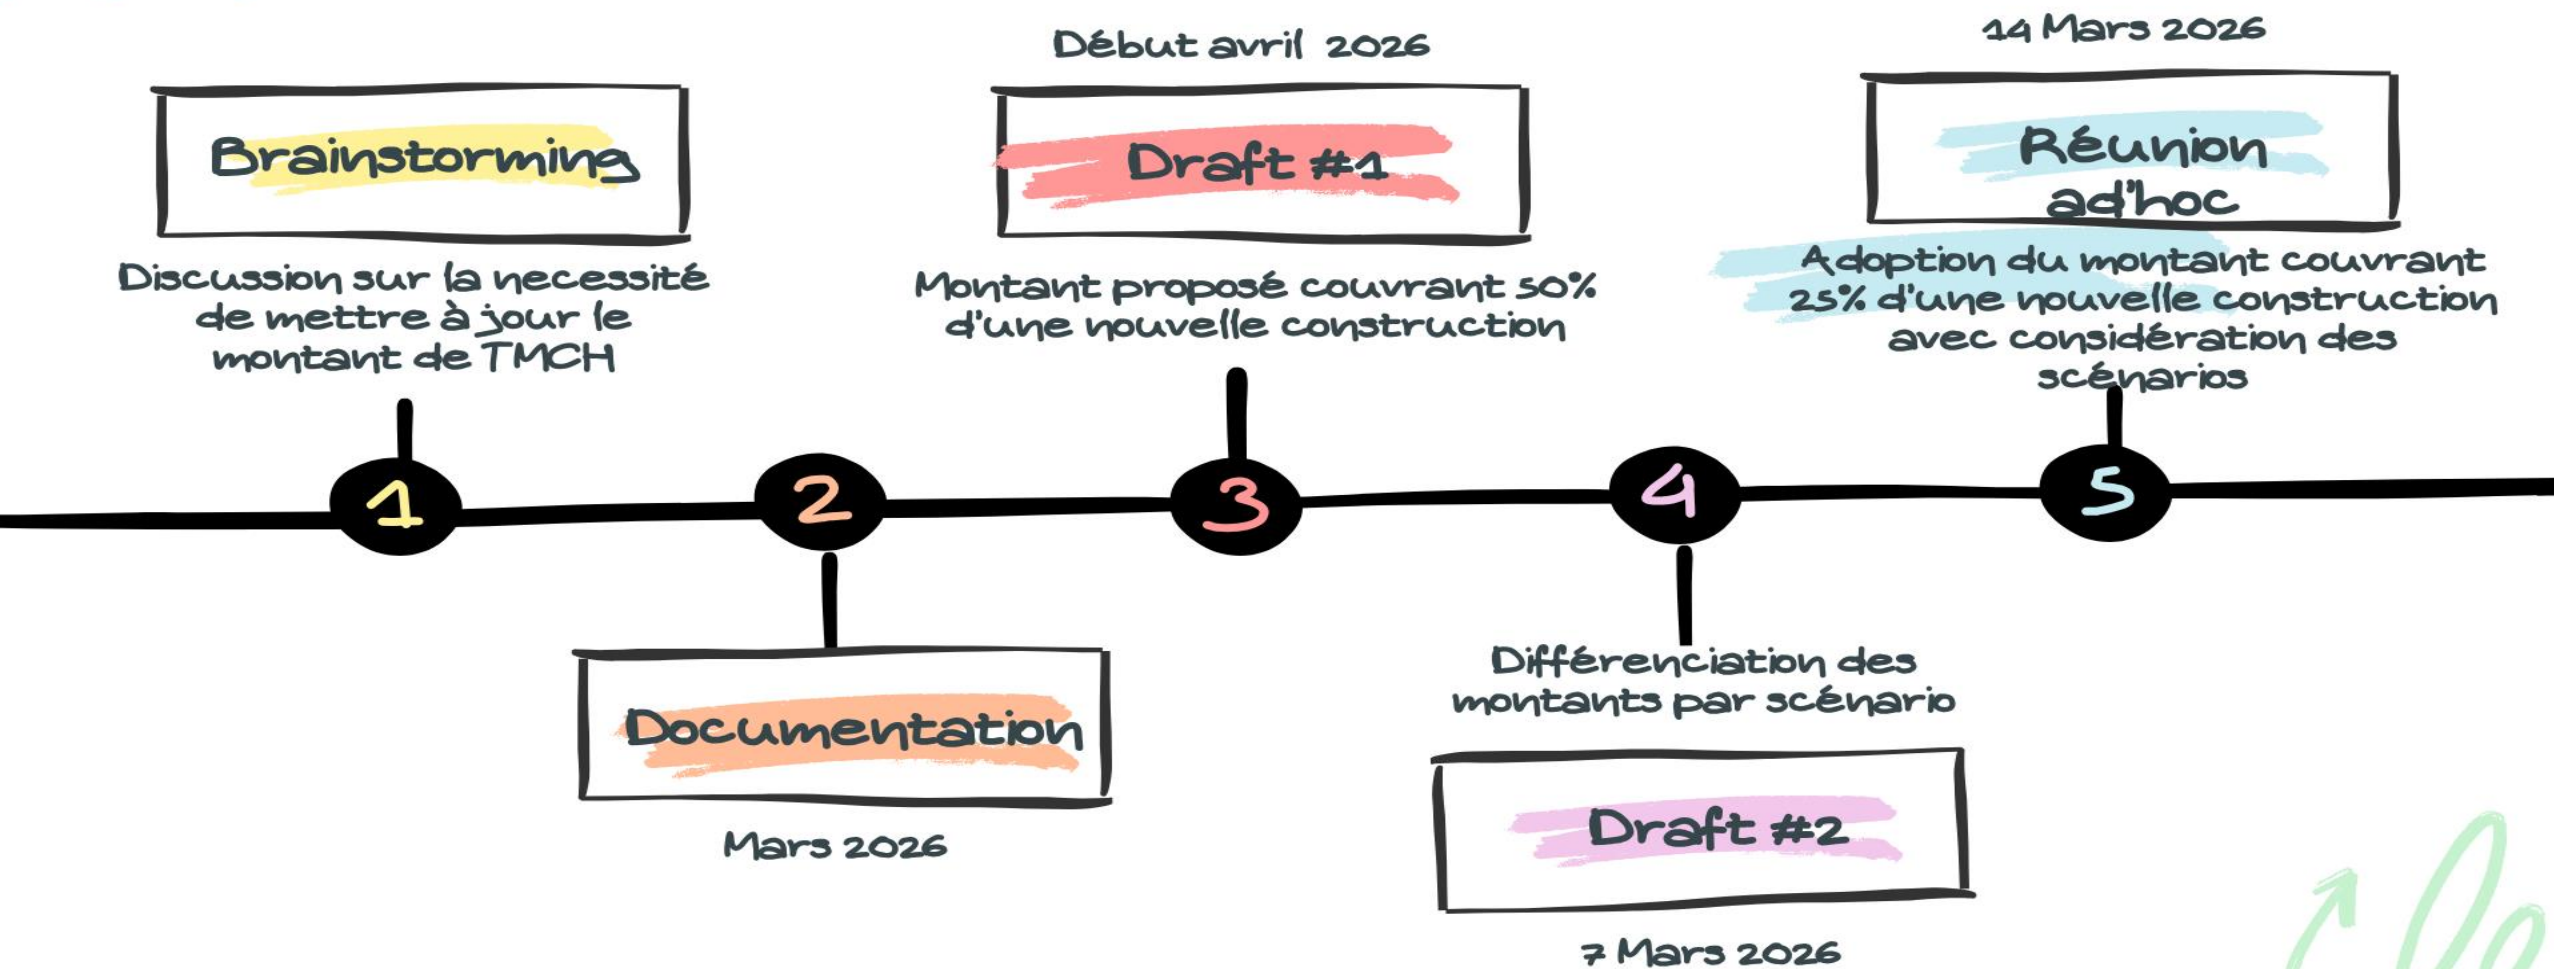 Brainstorming
Discussion sur la necessité
de mettre à jour le
montant de TMCH
1
2
Documentation
Mars 2026
Début avril 2026
Draft #1
Montant proposé couvrant 50%
d'une nouvelle construction
3
4
Différenciation des
montants par scénario
Draft #2
7 Mars 2026
14 Mars 2026
Réunion
ad'hoc
Adoption du montant couvrant
25% d'une nouvelle construction
avec considération des
scénarios
5